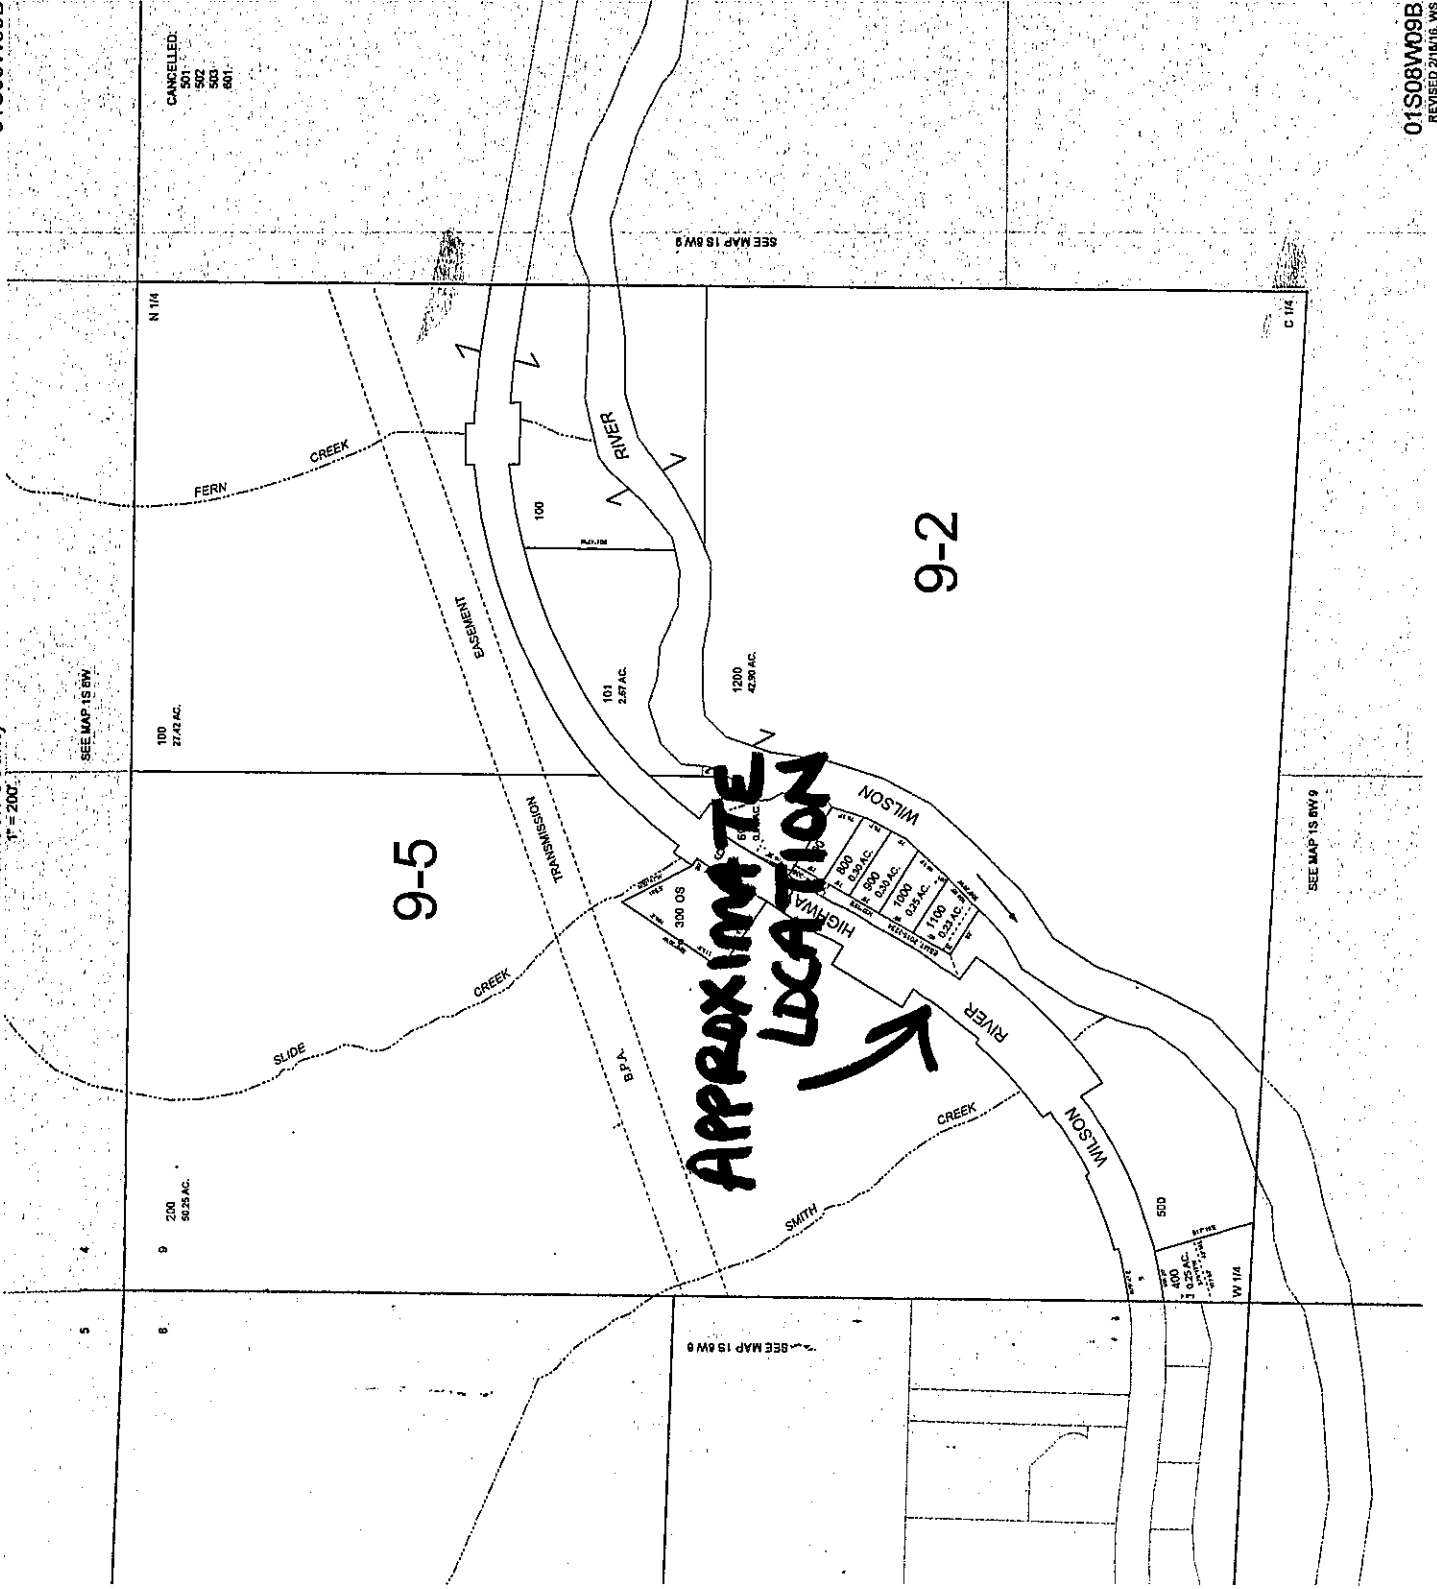 CANCELLED:
501
502
503
601
01S08W09B
REVISED 2/18/16, WS
1" = 200'
SEE MAP 1S 8W
SEE MAP 1S 8W 9
N 1/4
C 1/4
FERN
CREEK
100
27.42 AC.
EASEMENT
TRANSMISSION
B.P.A.
100
RIVER
101
2.67 AC.
1200
42.90 AC.
9-2
9-5
APPROXIMATE
LOCATION
WILSON
300 OS
800
0.30 AC.
900
0.30 AC.
1000
0.25 AC.
1100
0.23 AC.
HIGHWAY
RIVER
WILSON
SLIDE
CREEK
SMITH
CREEK
200
50.25 AC.
4
9
5
8
500
400
0.25 AC.
W 1/4
SEE MAP 1S 8W 8
SEE MAP 1S 8W 9